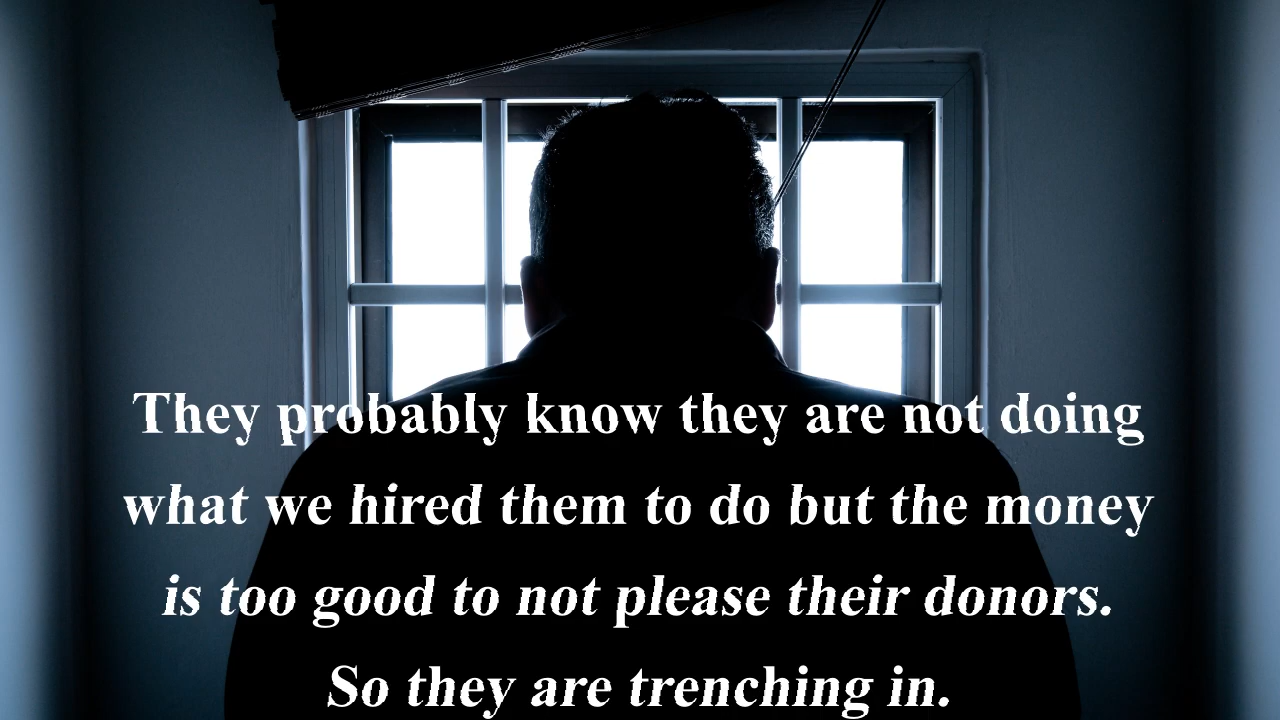 They probably know they are not doing
what we hired them to do but the money
is too good to not please their donors.
So they are trenching in.